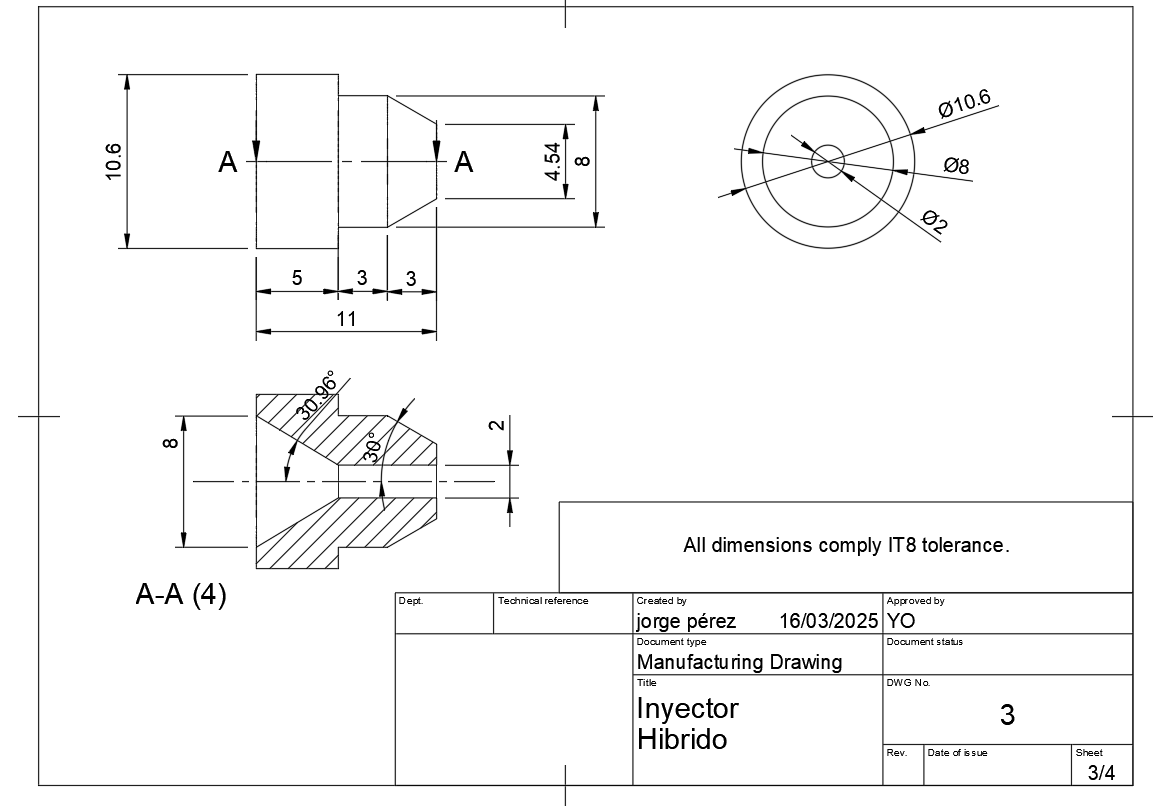 10.6
A
A
4.54
8
5
3
3
11
Ø10.6
Ø8
Ø2
30.96°
30°
8
2
A-A (4)
All dimensions comply IT8 tolerance.
Dept.
Technical reference
Created by
jorge pérez 16/03/2025
Approved by
YO
Document type
Manufacturing Drawing
Document status
Title
Inyector
Hibrido
DWG No.
3
Rev.
Date of issue
Sheet
3/4